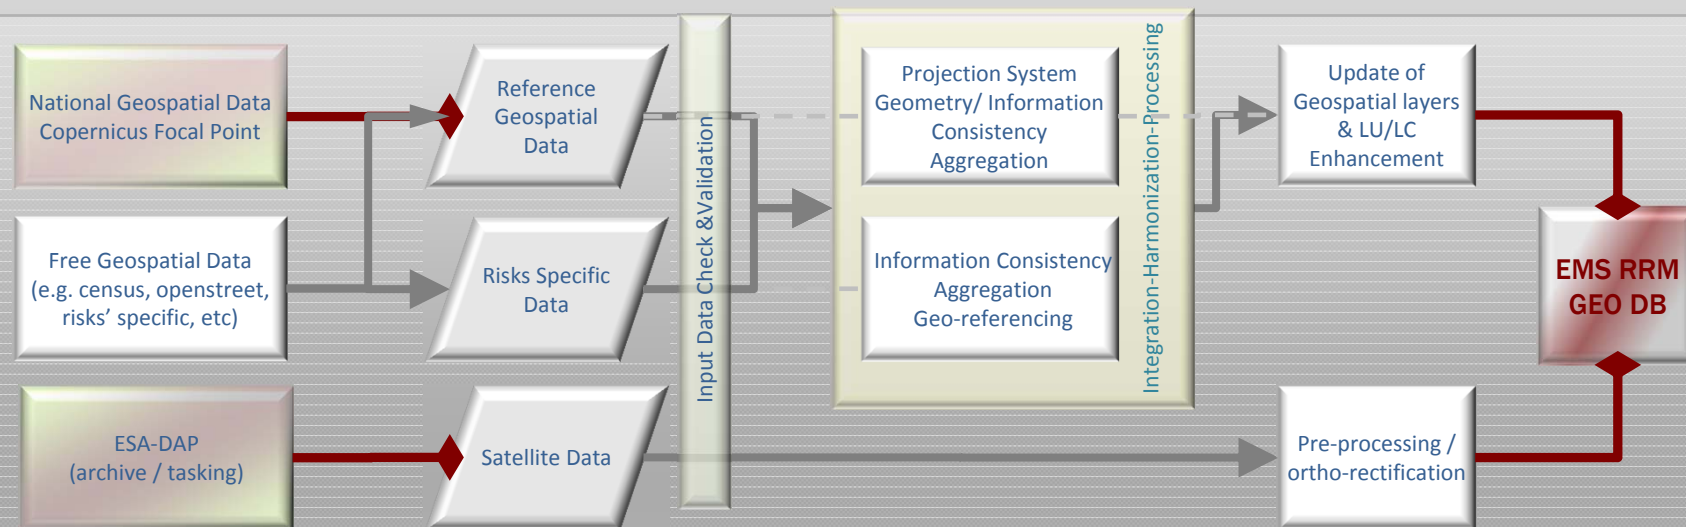 National Geospatial Data
Copernicus Focal Point
Reference
Geospatial
Data
Free Geospatial Data
(e.g. census, openstreet,
risks’ specific, etc)
Risks Specific
Data
ESA-DAP
(archive / tasking)
Satellite Data
Input Data Check &Validation
Projection System
Geometry/ Information
Consistency
Aggregation
Information Consistency
Aggregation
Geo-referencing
Integration-Harmonization-Processing
Update of
Geospatial layers
& LU/LC
Enhancement
Pre-processing /
ortho-rectification
EMS RRM
GEO DB